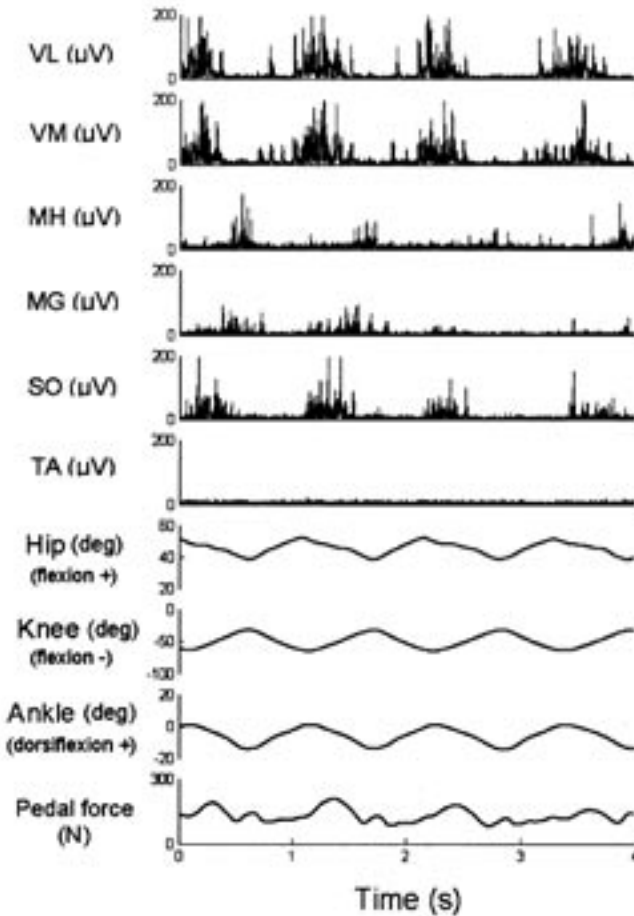 VL (µV)
200
0
VM (µV)
200
0
MH (µV)
200
0
MG (µV)
200
0
SO (µV)
200
0
TA (µV)
200
0
Hip (deg)
(flexion +)
60
40
20
Knee (deg)
(flexion -)
0
-50
-100
Ankle (deg)
(dorsiflexion +)
20
0
-20
Pedal force
(N)
300
0
0 1 2 3 4
Time (s)